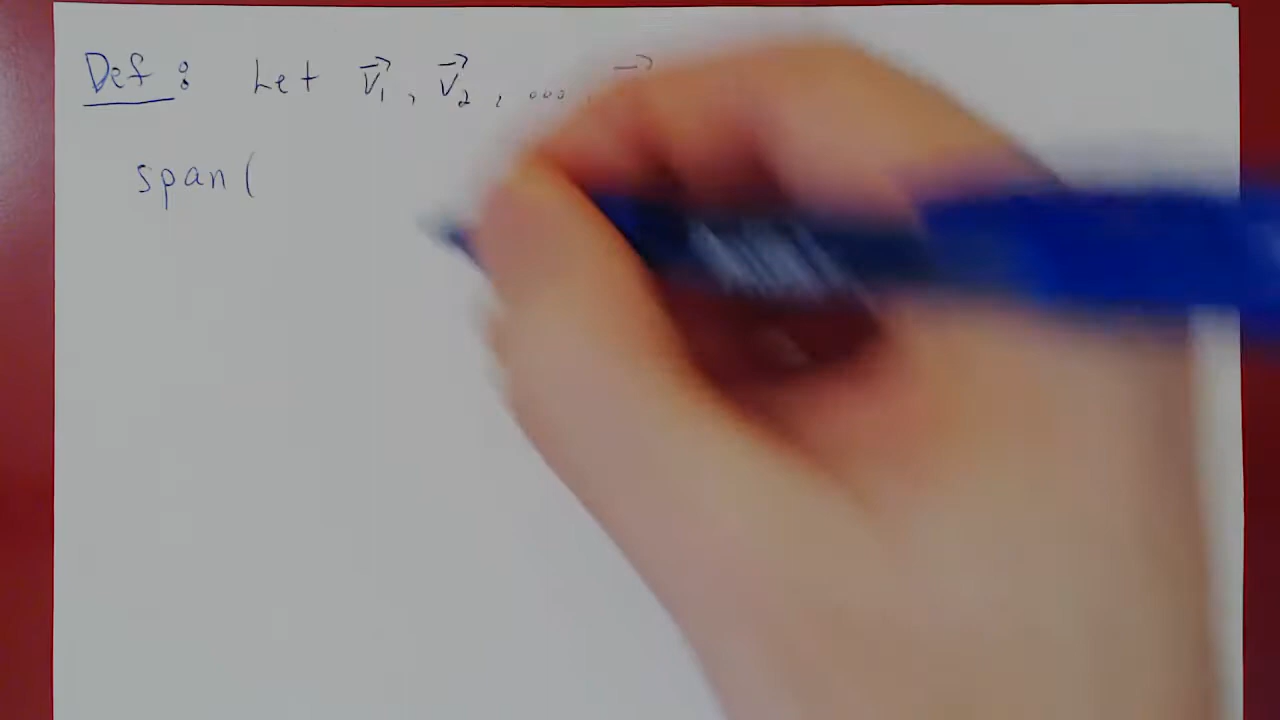 Def: Let v⃗₁, v⃗₂, ...,
span(